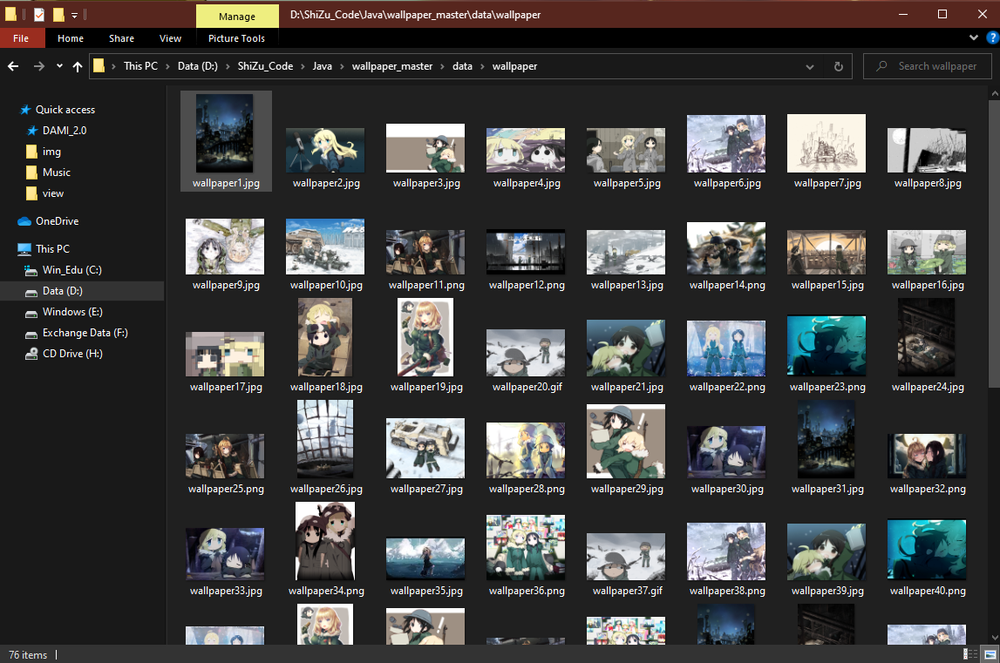 Manage
D:\ShiZu_Code\Java\wallpaper_master\data\wallpaper
File
Home
Share
View
Picture Tools
This PC
Data (D:)
ShiZu_Code
Java
wallpaper_master
data
wallpaper
Search wallpaper
Quick access
DAMI_2.0
img
Music
view
OneDrive
This PC
Win_Edu (C:)
Data (D:)
Windows (E:)
Exchange Data (F:)
CD Drive (H:)
wallpaper1.jpg
wallpaper2.jpg
wallpaper3.jpg
wallpaper4.jpg
wallpaper5.jpg
wallpaper6.jpg
wallpaper7.jpg
wallpaper8.jpg
wallpaper9.jpg
wallpaper10.jpg
wallpaper11.png
wallpaper12.png
wallpaper13.jpg
wallpaper14.png
wallpaper15.jpg
wallpaper16.jpg
wallpaper17.jpg
wallpaper18.jpg
wallpaper19.jpg
wallpaper20.gif
wallpaper21.jpg
wallpaper22.png
wallpaper23.png
wallpaper24.jpg
wallpaper25.png
wallpaper26.jpg
wallpaper27.jpg
wallpaper28.png
wallpaper29.jpg
wallpaper30.jpg
wallpaper31.jpg
wallpaper32.png
wallpaper33.jpg
wallpaper34.png
wallpaper35.jpg
wallpaper36.png
wallpaper37.gif
wallpaper38.png
wallpaper39.jpg
wallpaper40.png
76 items